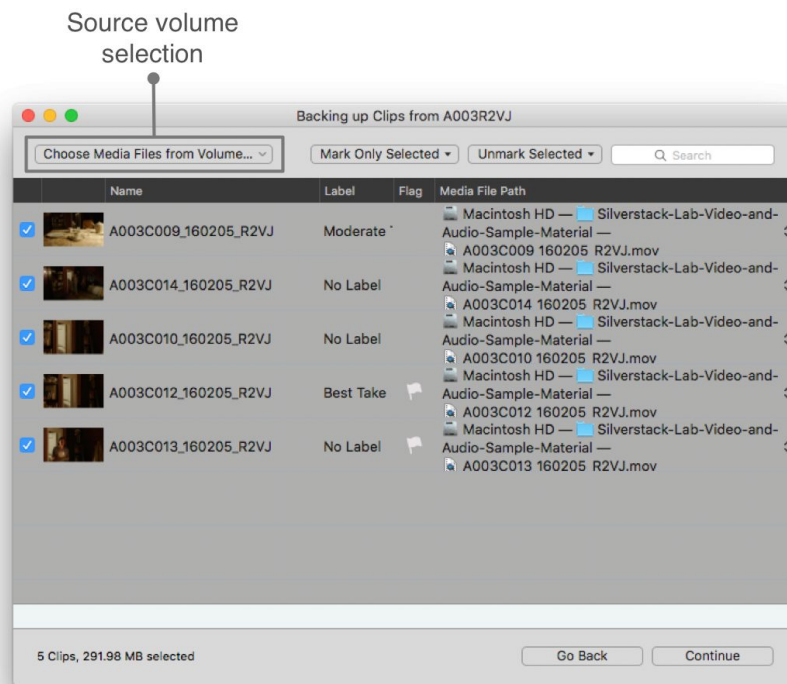 Source volume
selection
Backing up Clips from A003R2VJ
Choose Media Files from Volume...
Mark Only Selected
Unmark Selected
Search
Name Label Flag Media File Path
A003C009_160205_R2VJ Moderate
Macintosh HD — Silverstack-Lab-Video-and-
Audio-Sample-Material —
A003C009 160205 R2VJ.mov
A003C014_160205_R2VJ No Label
Macintosh HD — Silverstack-Lab-Video-and-
Audio-Sample-Material —
A003C014 160205 R2VJ.mov
A003C010_160205_R2VJ No Label
Macintosh HD — Silverstack-Lab-Video-and-
Audio-Sample-Material —
A003C010 160205 R2VJ.mov
A003C012_160205_R2VJ Best Take
Macintosh HD — Silverstack-Lab-Video-and-
Audio-Sample-Material —
A003C012 160205 R2VJ.mov
A003C013_160205_R2VJ No Label
Macintosh HD — Silverstack-Lab-Video-and-
Audio-Sample-Material —
A003C013 160205 R2VJ.mov
5 Clips, 291.98 MB selected
Go Back
Continue